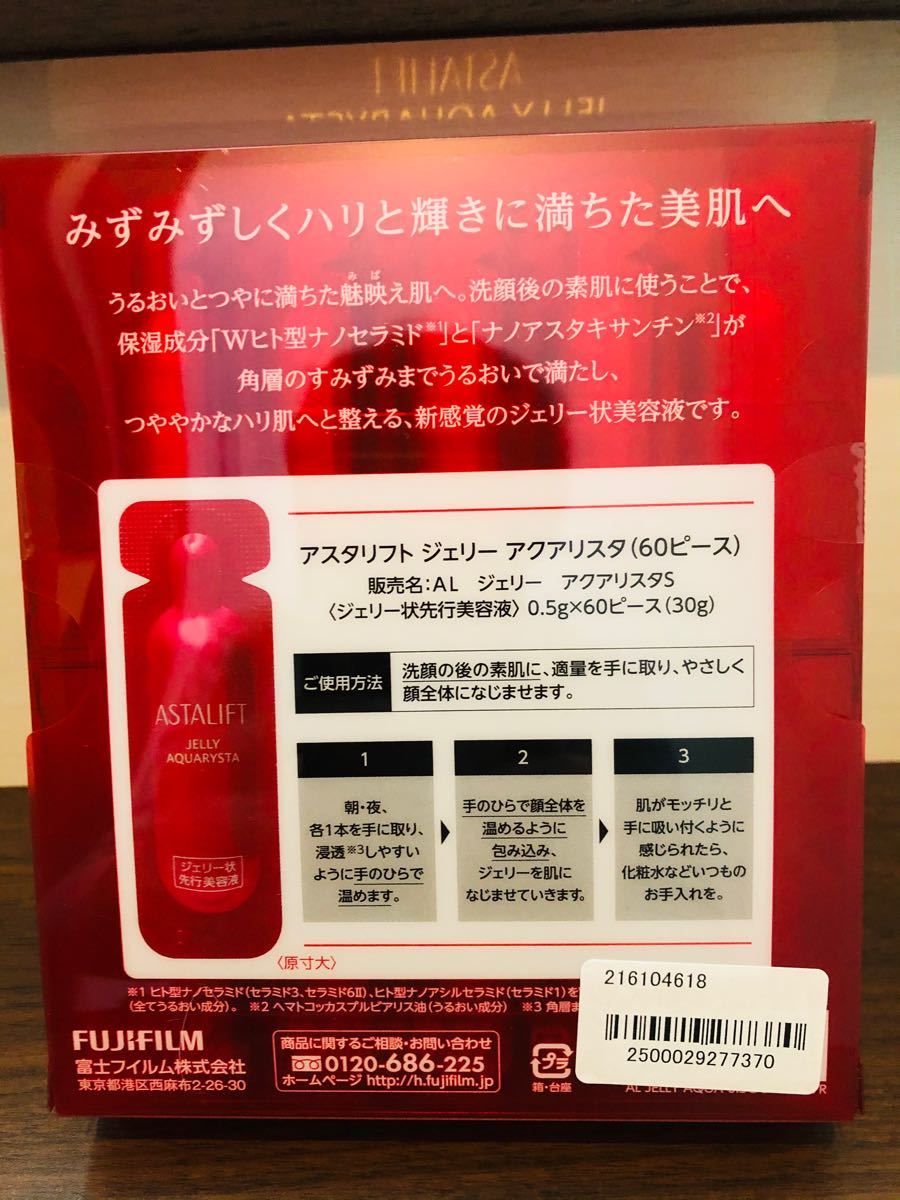 ASTALIFT
JELLY AQUARYSTA
みずみずしくハリと輝きに満ちた美肌へ
みば
うるおいとつやに満ちた魅映え肌へ。洗顔後の素肌に使うことで、
保湿成分「Wヒト型ナノセラミド※1」と「ナノアスタキサンチン※2」が
角層のすみずみまでうるおいで満たし、
つややかなハリ肌へと整える、新感覚のジェリー状美容液です。
ASTALIFT
JELLY
AQUARYSTA
ジェリー状
先行美容液
〈原寸大〉
アスタリフト ジェリー アクアリスタ(60ピース)
販売名:AL ジェリー アクアリスタS
〈ジェリー状先行美容液〉 0.5g×60ピース(30g)
ご使用方法
洗顔の後の素肌に、適量を手に取り、やさしく
顔全体になじませます。
1
朝・夜、
各1本を手に取り、
浸透※3しやすい
ように手のひらで
温めます。
2
手のひらで顔全体を
温めるように
包み込み、
ジェリーを肌に
なじませていきます。
3
肌がモッチリと
手に吸い付くように
感じられたら、
化粧水などいつもの
お手入れを。
※1 ヒト型ナノセラミド(セラミド3、セラミド6Ⅱ)、ヒト型ナノアシルセラミド(セラミド1)を
(全てうるおい成分)。 ※2 ヘマトコッカスプルビアリス油(うるおい成分) ※3 角層ま
FUJIFILM
富士フイルム株式会社
東京都港区西麻布2-26-30
商品に関するご相談・お問い合わせ
0120-686-225
ホームページ http://h.fujifilm.jp
プラ
箱・台座
216104618
2500029277370
AL JELLY AQUA